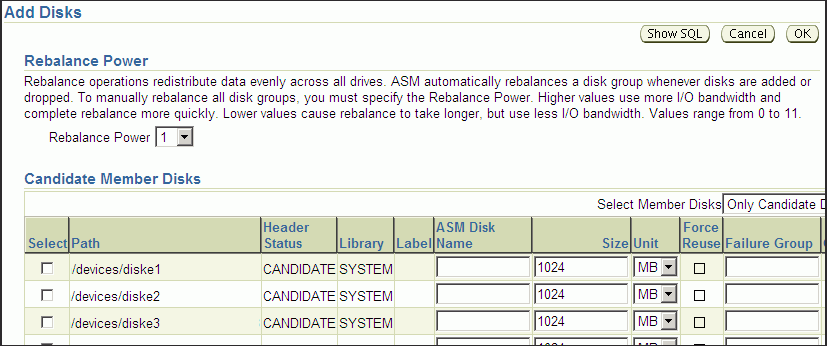 Add Disks
Show SQL Cancel OK
Rebalance Power
Rebalance operations redistribute data evenly across all drives. ASM automatically rebalances a disk group whenever disks are added or
dropped. To manually rebalance all disk groups, you must specify the Rebalance Power. Higher values use more I/O bandwidth and
complete rebalance more quickly. Lower values cause rebalance to take longer, but use less I/O bandwidth. Values range from 0 to 11.
Rebalance Power 1
Candidate Member Disks
Select Member Disks Only Candidate
Select Path Header Status Library Label ASM Disk Name Size Unit Force Reuse Failure Group
/devices/diske1 CANDIDATE SYSTEM 1024 MB
/devices/diske2 CANDIDATE SYSTEM 1024 MB
/devices/diske3 CANDIDATE SYSTEM 1024 MB